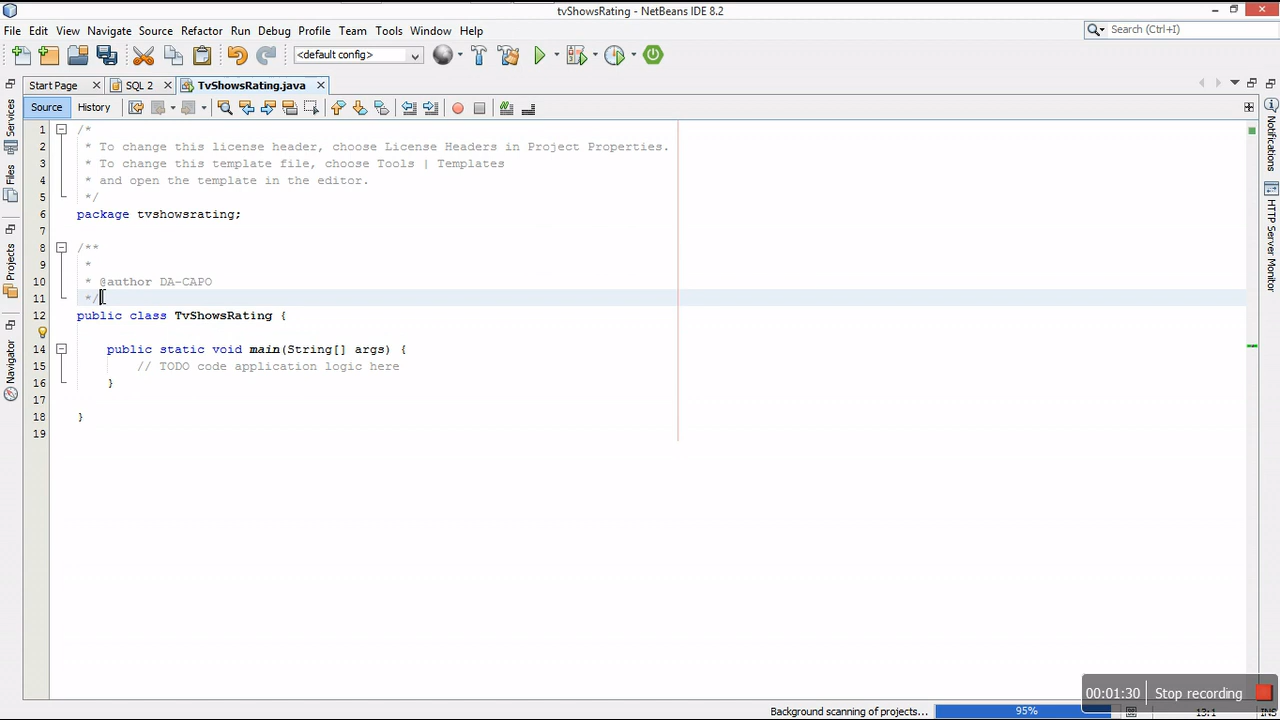 tvShowsRating - NetBeans IDE 8.2
File Edit View Navigate Source Refactor Run Debug Profile Team Tools Window Help
Search (Ctrl+I)
<default config>
Start Page
SQL 2
TvShowsRating.java
Source History
Services
Files
Projects
Navigator
Notifications
HTTP Server Monitor
1 /*
2 * To change this license header, choose License Headers in Project Properties.
3 * To change this template file, choose Tools | Templates
4 * and open the template in the editor.
5 */
6 package tvshowsrating;
7
8 /**
9 *
10 * @author DA-CAPO
11 */
12 public class TvShowsRating {
14 public static void main(String[] args) {
15 // TODO code application logic here
16 }
17
18 }
19
00:01:30 Stop recording
Background scanning of projects... 95% 13:1 INS